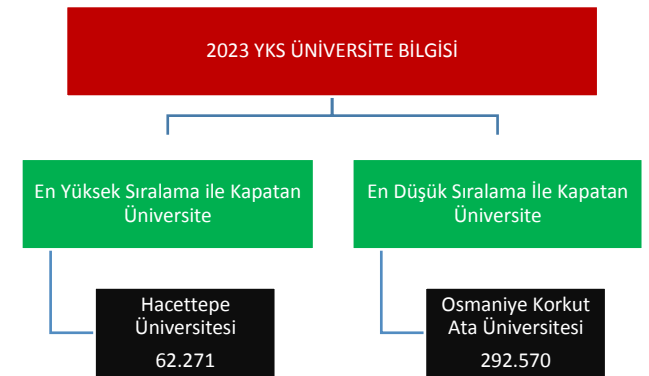 2023 YKS ÜNİVERSİTE BİLGİSİ
En Yüksek Sıralama ile Kapatan
Üniversite
En Düşük Sıralama İle Kapatan
Üniversite
Hacettepe
Üniversitesi
62.271
Osmaniye Korkut
Ata Üniversitesi
292.570